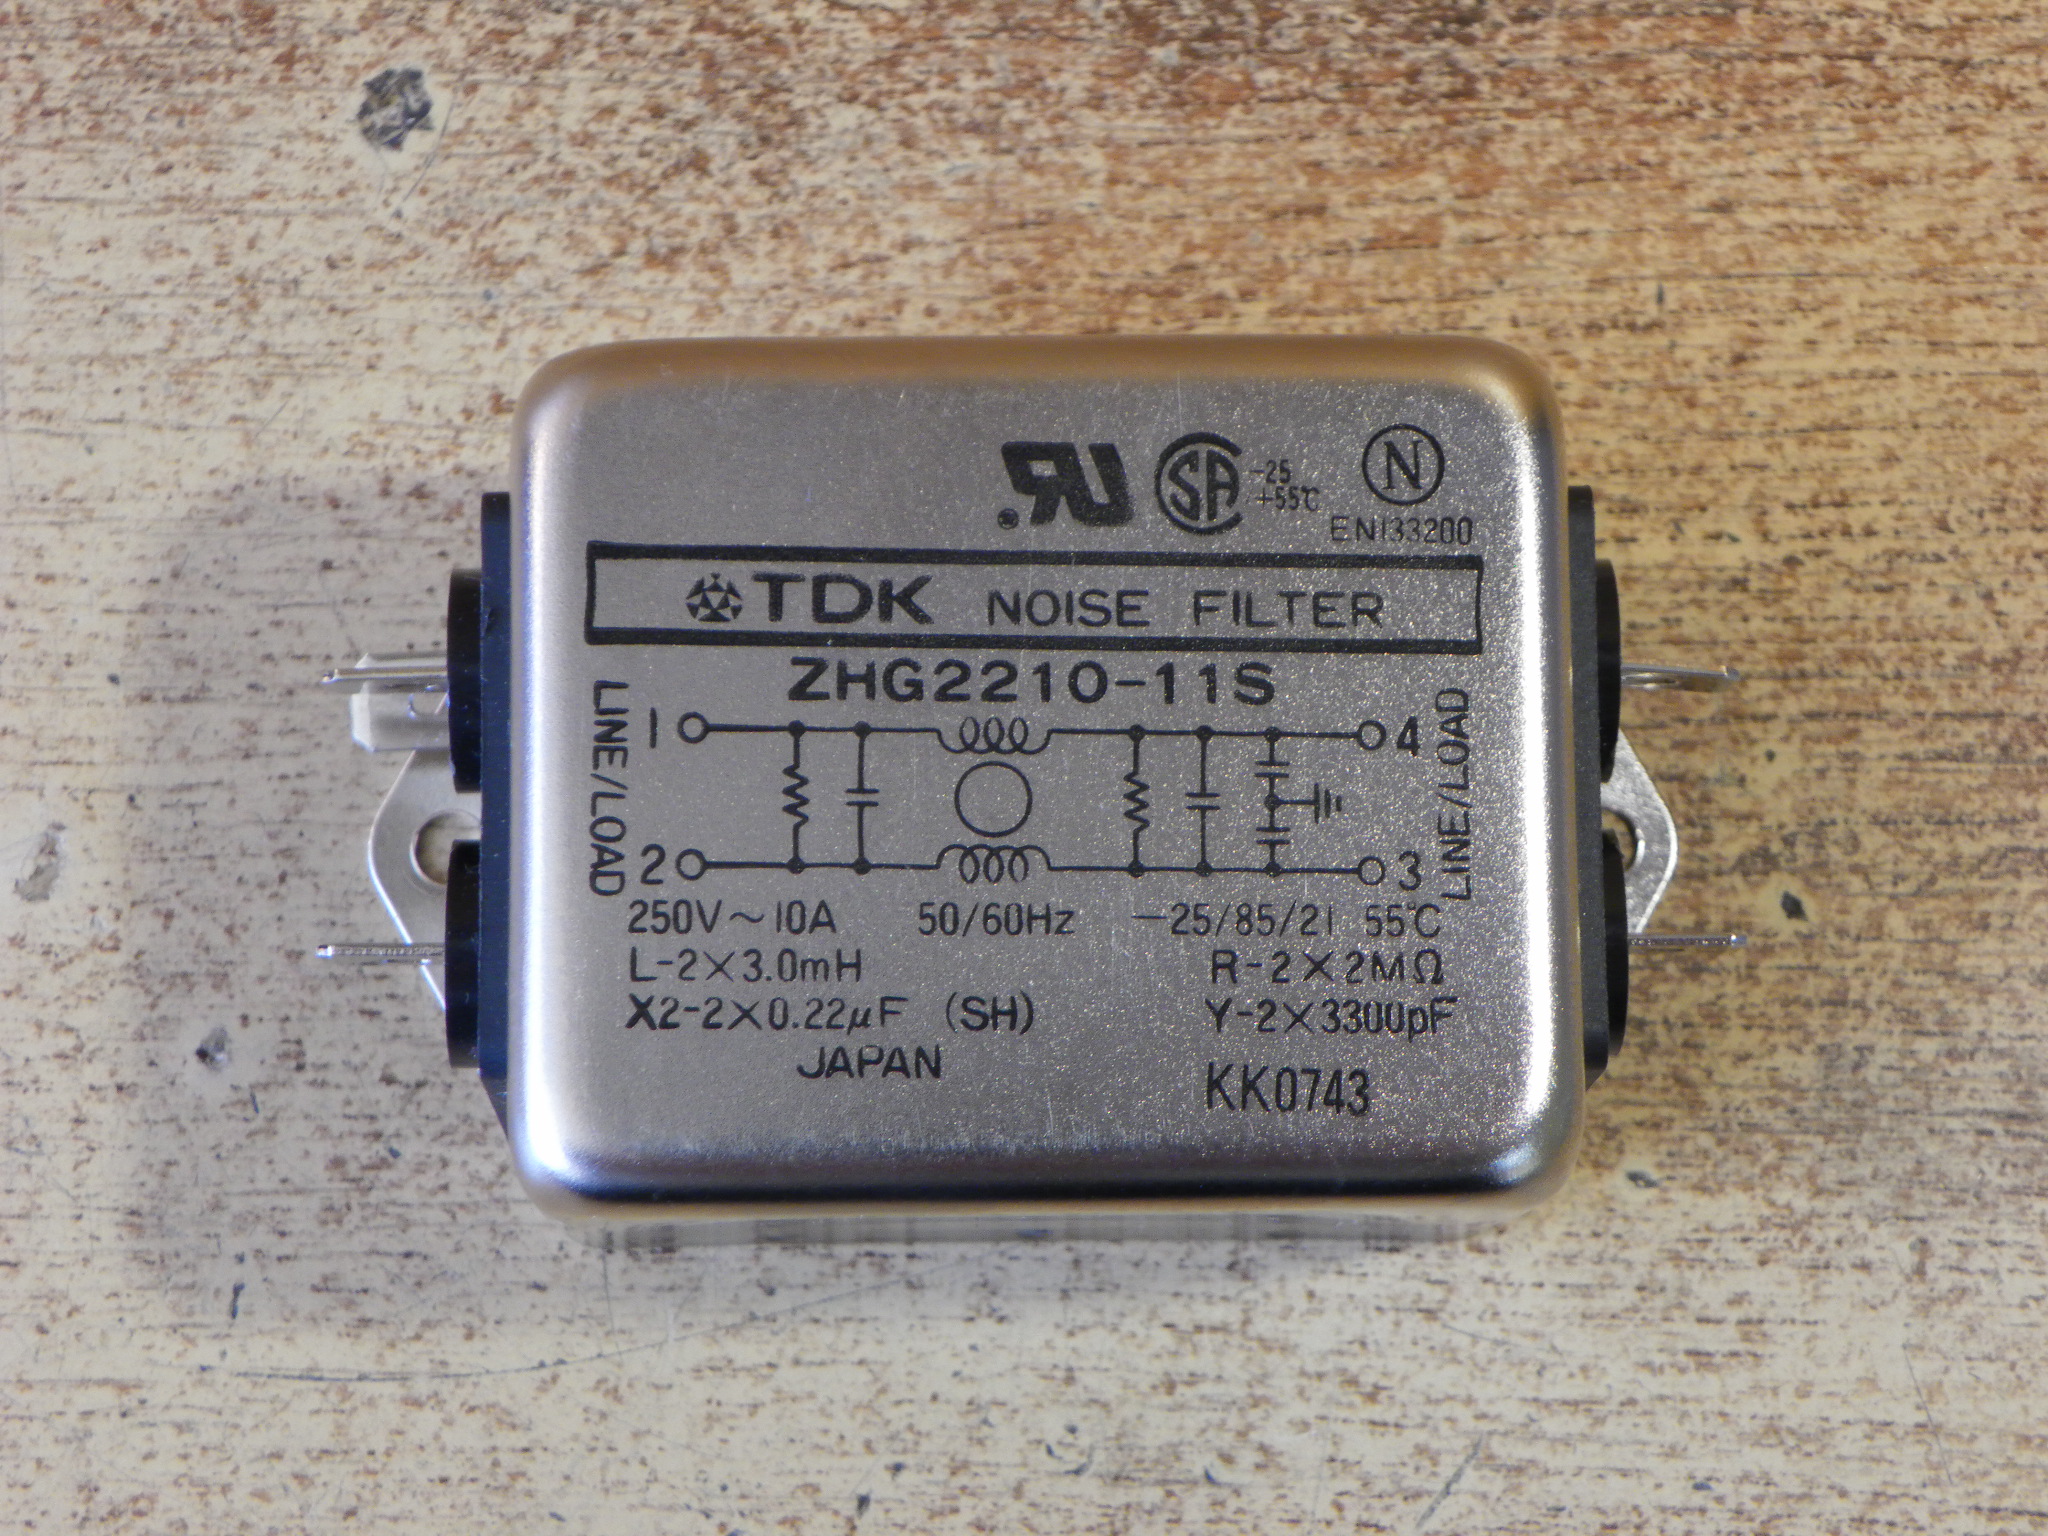 RU®
SA -25 +55℃
N
EN133200
TDK NOISE FILTER
ZHG2210-11S
LINE/LOAD
1
4
LINE/LOAD
2
3
250V~10A 50/60Hz -25/85/21 55℃
L-2×3.0mH R-2×2MΩ
X2-2×0.22μF (SH) Y-2×3300pF
JAPAN
KK0743